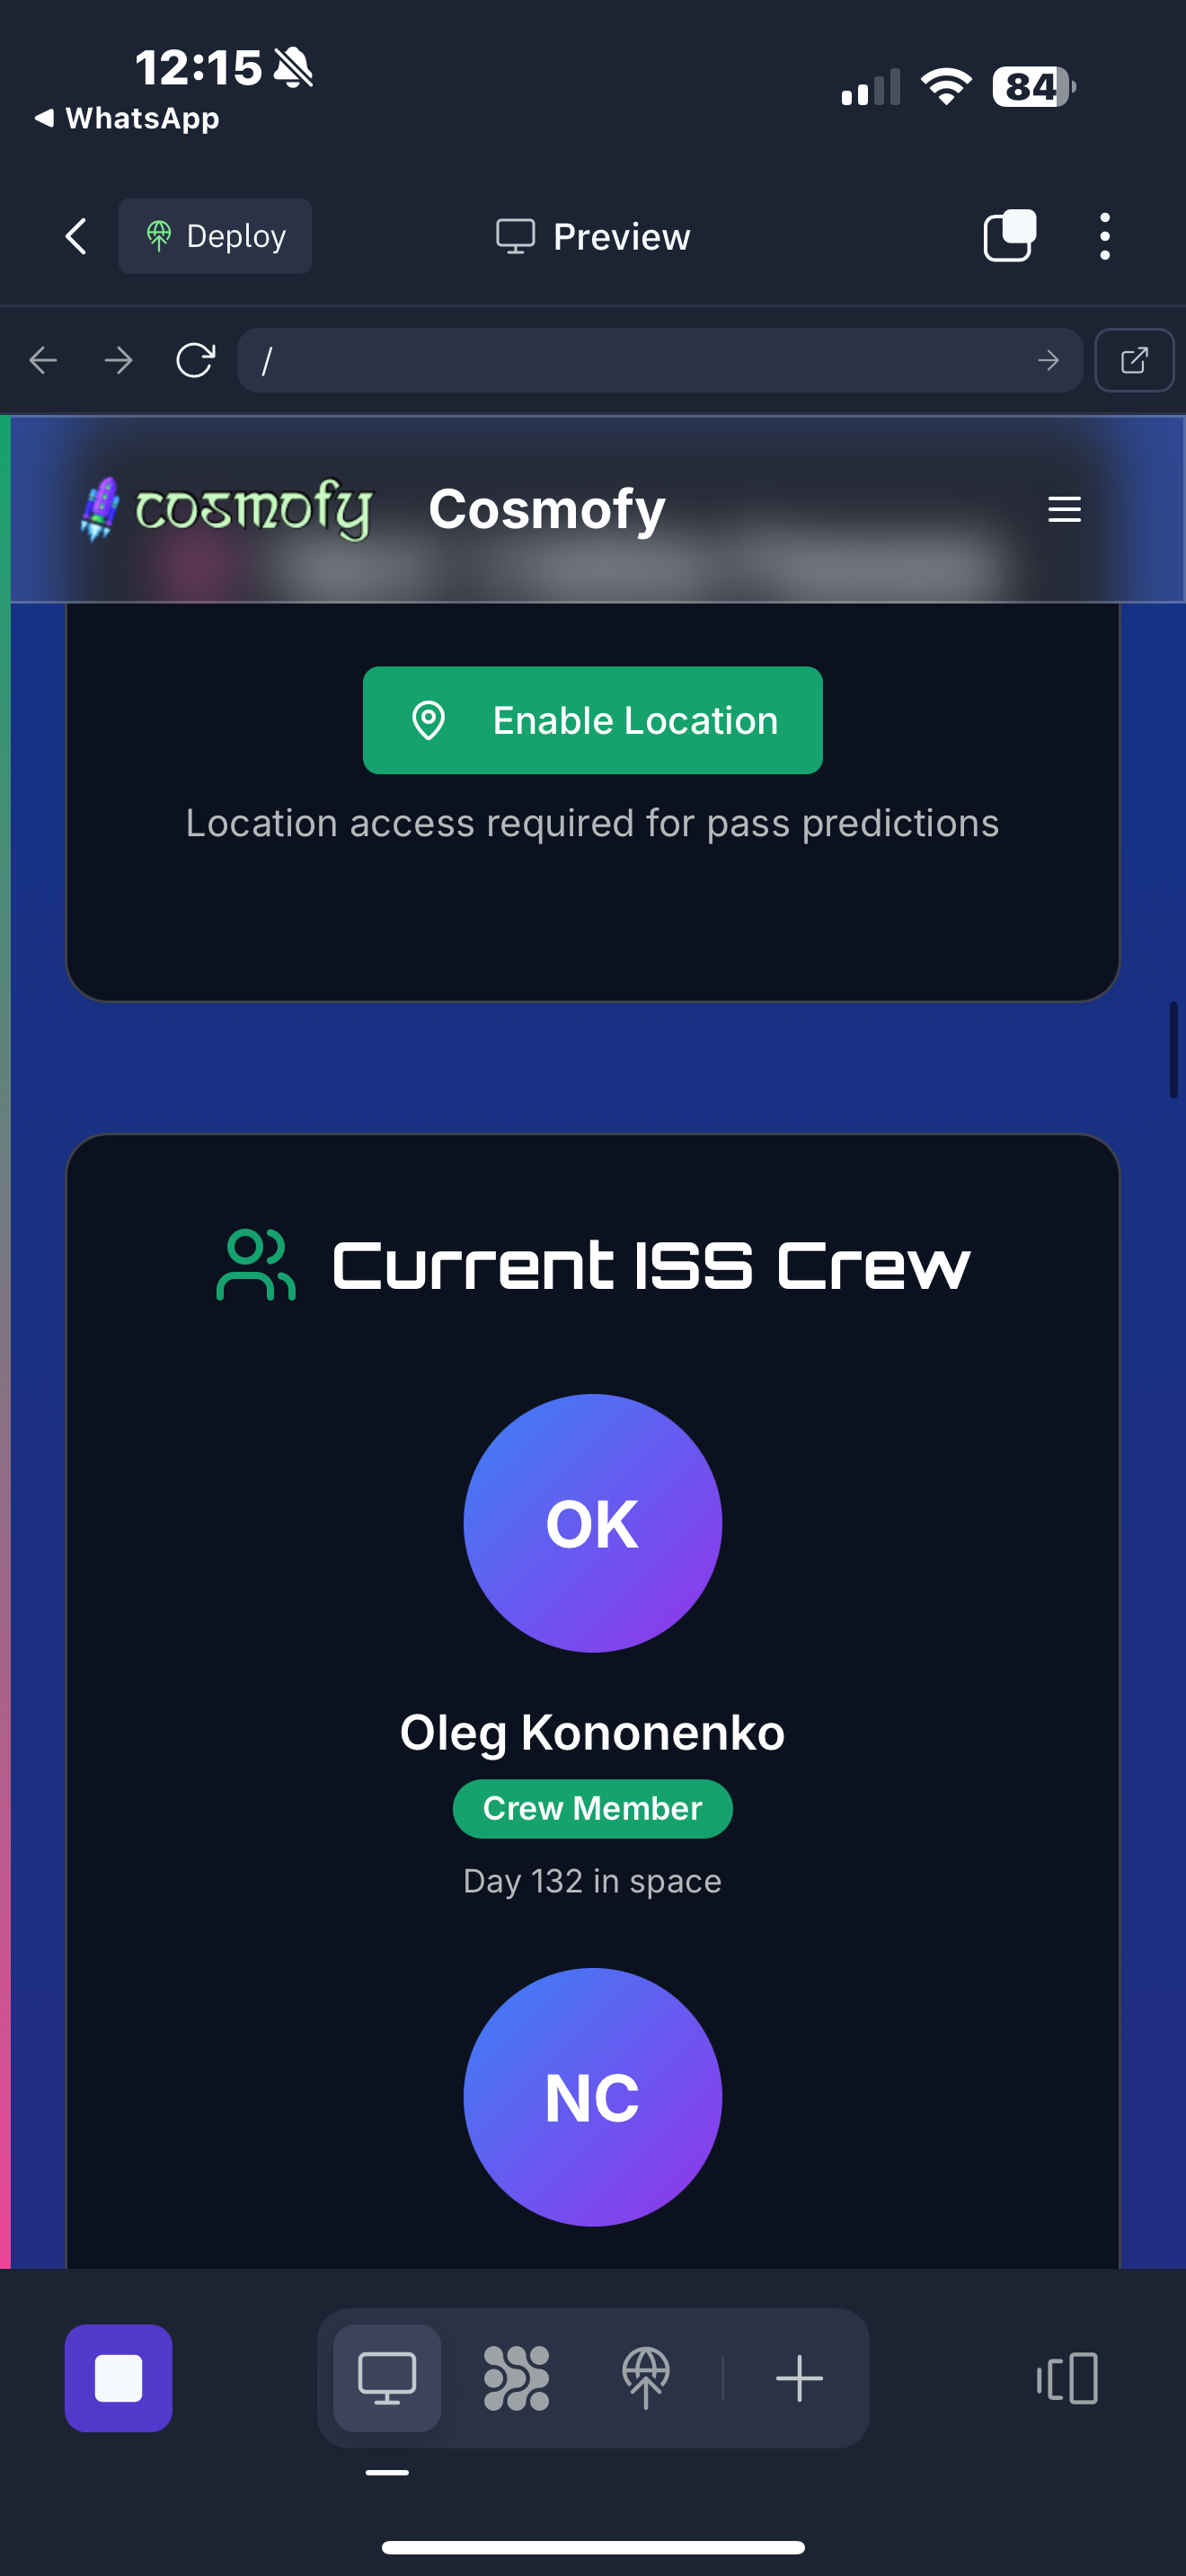 12:15
84
WhatsApp
Deploy
Preview
/
cosmofy
Cosmofy
Enable Location
Location access required for pass predictions
Current ISS Crew
OK
Oleg Kononenko
Crew Member
Day 132 in space
NC